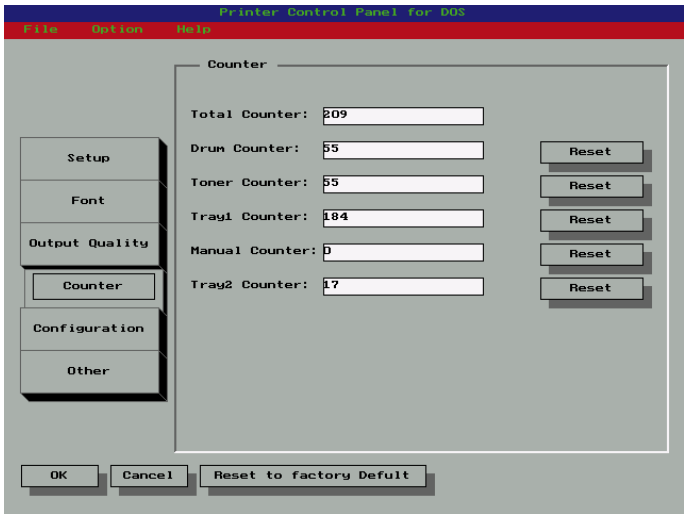 Printer Control Panel for DOS
File Option Help
Counter
Total Counter: 209
Drum Counter: 55 Reset
Toner Counter: 55 Reset
Tray1 Counter: 184 Reset
Manual Counter: 0 Reset
Tray2 Counter: 17 Reset
Setup
Font
Output Quality
Counter
Configuration
Other
OK Cancel Reset to factory Defult